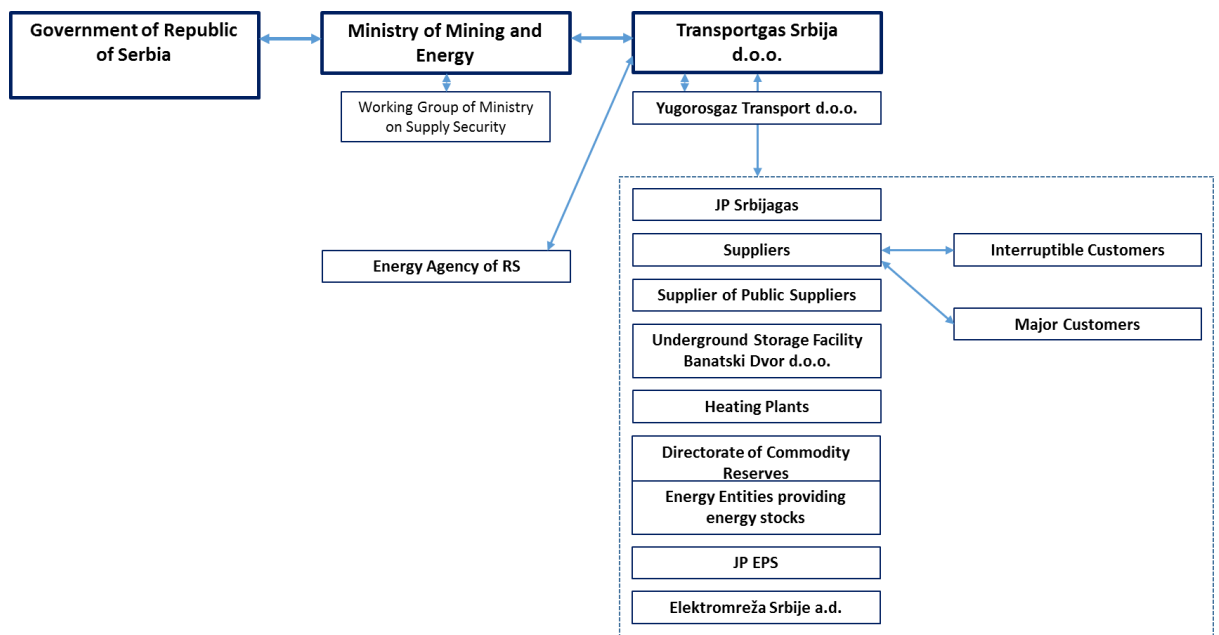 Government of Republic
of Serbia
Ministry of Mining and
Energy
Transportgas Srbija
d.o.o.
Working Group of Ministry
on Supply Security
Yugorosgaz Transport d.o.o.
Energy Agency of RS
JP Srbijagas
Suppliers
Interruptible Customers
Supplier of Public Suppliers
Major Customers
Underground Storage Facility
Banatski Dvor d.o.o.
Heating Plants
Directorate of Commodity
Reserves
Energy Entities providing
energy stocks
JP EPS
Elektromreža Srbije a.d.